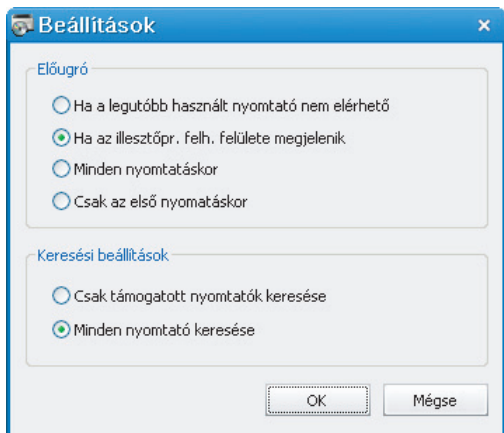 Beállítások
Előugró
Ha a legutóbb használt nyomtató nem elérhető
Ha az illesztőpr. felh. felülete megjelenik
Minden nyomtatáskor
Csak az első nyomatáskor
Keresési beállítások
Csak támogatott nyomtatók keresése
Minden nyomtató keresése
OK
Mégse